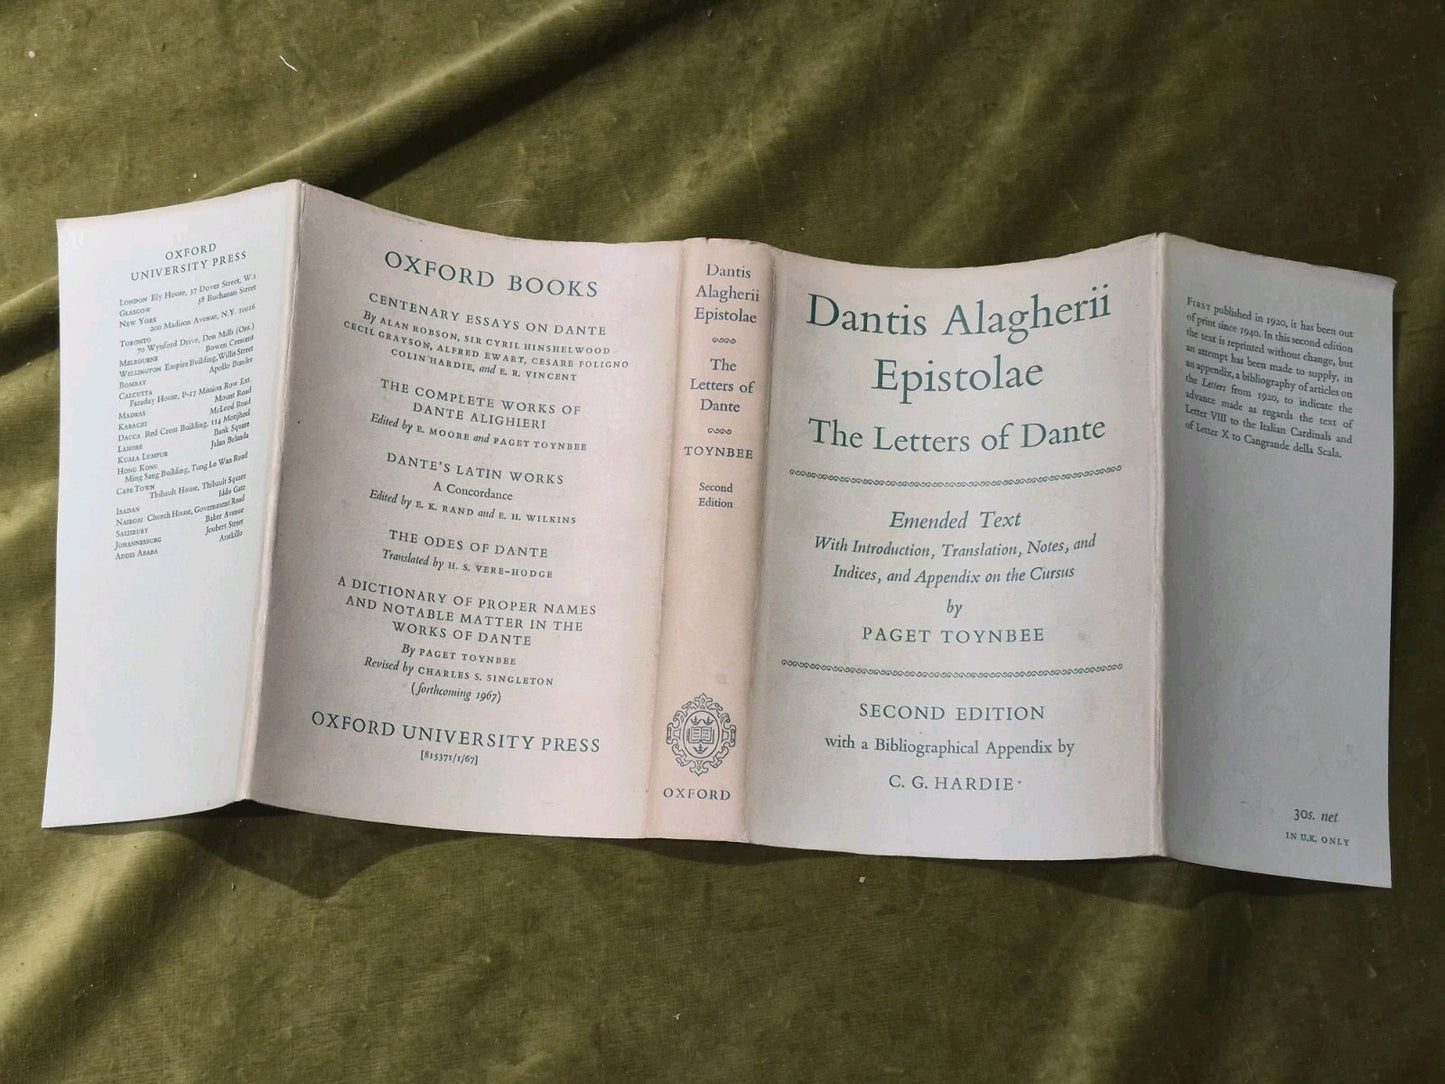 OXFORD
UNIVERSITY PRESS
LONDON Ely House, 37 Dover Street, W.1
GLASGOW 58 Buchanan Street
NEW YORK
200 Madison Avenue, N.Y. 10016
TORONTO
70 Wynford Drive, Don Mills (Ont.)
MELBOURNE Bowen Crescent
WELLINGTON Empire Building, Willis Street
BOMBAY Apollo Bunder
CALCUTTA
Faraday House, P-17 Mission Row Ext.
MADRAS Mount Road
KARACHI McLeod Road
DACCA Red Cross Building, 114 Motijheel
LAHORE Bank Square
KUALA LUMPUR Jalan Belanda
HONG KONG
Ming Sang Building, Tung Lo Wan Road
CAPE TOWN
Thibault House, Thibault Square
IBADAN Iddo Gate
NAIROBI Church House, Government Road
SALISBURY Baker Avenue
JOHANNESBURG Joubert Street
ADDIS ABABA Aratkillo
OXFORD BOOKS
CENTENARY ESSAYS ON DANTE
By ALAN ROBSON, SIR CYRIL HINSHELWOOD
CECIL GRAYSON, ALFRED EWART, CESARE FOLIGNO
COLIN HARDIE, and E. R. VINCENT
THE COMPLETE WORKS OF
DANTE ALIGHIERI
Edited by E. MOORE and PAGET TOYNBEE
DANTE'S LATIN WORKS
A Concordance
Edited by E. K. RAND and E. H. WILKINS
THE ODES OF DANTE
Translated by H. S. VERE-HODGE
A DICTIONARY OF PROPER NAMES
AND NOTABLE MATTER IN THE
WORKS OF DANTE
By PAGET TOYNBEE
Revised by CHARLES S. SINGLETON
(forthcoming 1967)
OXFORD UNIVERSITY PRESS
[815371/1/67]
Dantis
Alagherii
Epistolae
The
Letters of
Dante
TOYNBEE
Second
Edition
OXFORD
Dantis Alagherii
Epistolae
The Letters of Dante
Emended Text
With Introduction, Translation, Notes, and
Indices, and Appendix on the Cursus
by
PAGET TOYNBEE
SECOND EDITION
with a Bibliographical Appendix by
C. G. HARDIE
FIRST published in 1920, it has been out
of print since 1940. In this second edition
the text is reprinted without change, but
an attempt has been made to supply, in
an appendix, a bibliography of articles on
the Letters from 1920, to indicate the
advance made as regards the text of
Letter VIII to the Italian Cardinals and
of Letter X to Cangrande della Scala.
30s. net
IN U.K. ONLY